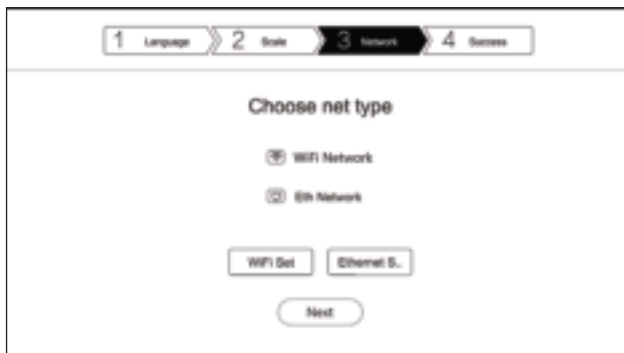 1 Language 2 Scale 3 Network 4 Success
Choose net type
WiFi Network
Eth Network
WiFi Set Ethernet S..
Next